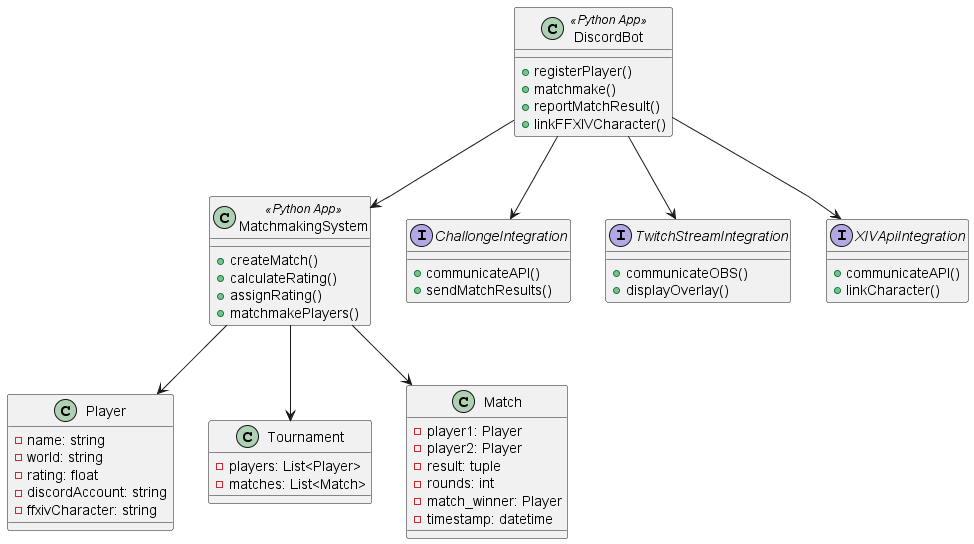 «Python App»
C DiscordBot
registerPlayer()
matchmake()
reportMatchResult()
linkFFXIVCharacter()
«Python App»
C MatchmakingSystem
createMatch()
calculateRating()
assignRating()
matchmakePlayers()
I ChallongeIntegration
communicateAPI()
sendMatchResults()
I TwitchStreamIntegration
communicateOBS()
displayOverlay()
I XIVApiIntegration
communicateAPI()
linkCharacter()
C Player
name: string
world: string
rating: float
discordAccount: string
ffxivCharacter: string
C Tournament
players: List<Player>
matches: List<Match>
C Match
player1: Player
player2: Player
result: tuple
rounds: int
match_winner: Player
timestamp: datetime